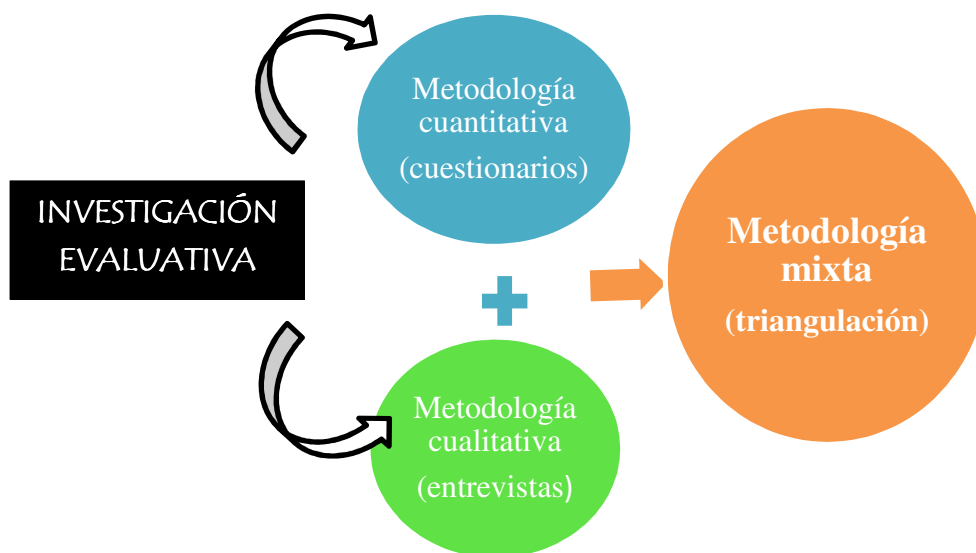 INVESTIGACIÓN
EVALUATIVA
Metodología
cuantitativa
(cuestionarios)
Metodología
cualitativa
(entrevistas)
Metodología
mixta
(triangulación)